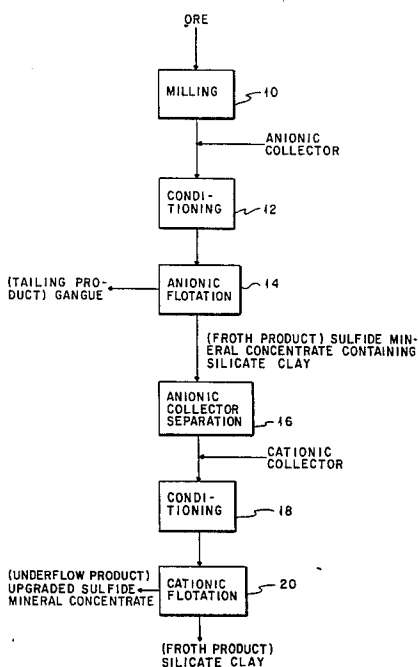 ORE
MILLING
10
ANIONIC
COLLECTOR
CONDI-
TIONING
12
(TAILING PRO-
DUCT) GANGUE
ANIONIC
FLOTATION
14
(FROTH PRODUCT) SULFIDE MIN-
ERAL CONCENTRATE CONTAINING
SILICATE CLAY
ANIONIC
COLLECTOR
SEPARATION
16
CATIONIC
COLLECTOR
CONDI-
TIONING
18
(UNDERFLOW PRODUCT)
UPGRADED SULFIDE
MINERAL CONCENTRATE
CATIONIC
FLOTATION
20
(FROTH PRODUCT)
SILICATE CLAY